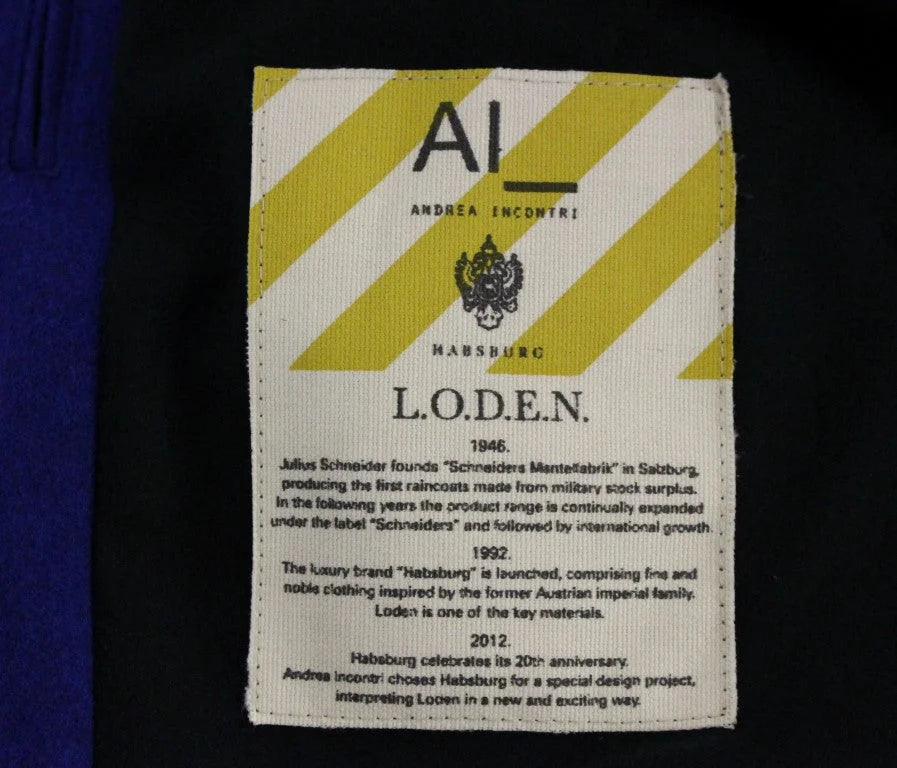 AI_
ANDREA INCONTRI
HABSBURG
L.O.D.E.N.
1946.
Julius Schneider founds "Schneiders Mantelfabrik" in Salzburg,
producing the first raincoats made from military stock surplus.
In the following years the product range is continually expanded
under the label "Schneiders" and followed by international growth.
1992.
The luxury brand "Habsburg" is launched, comprising fine and
noble clothing inspired by the former Austrian imperial family.
Loden is one of the key materials.
2012.
Habsburg celebrates its 20th anniversary.
Andrea Incontri choses Habsburg for a special design project,
interpreting Loden in a new and exciting way.